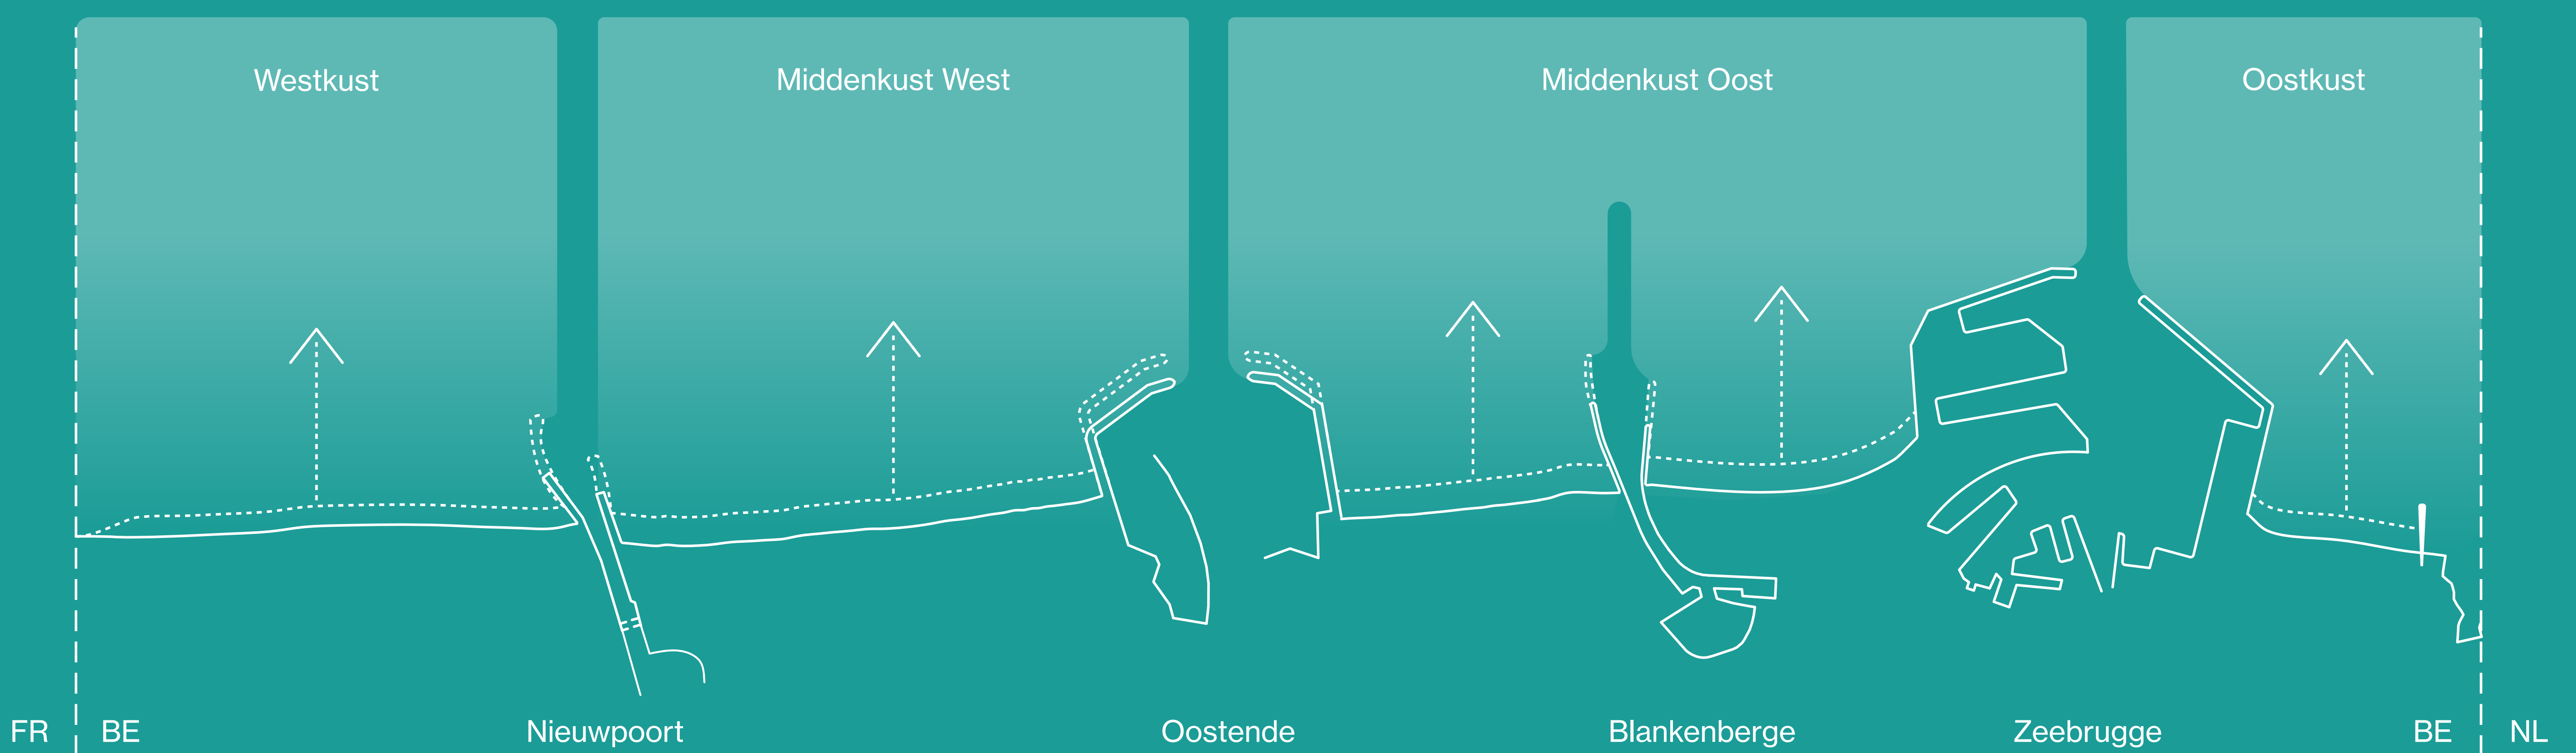 Westkust
Middenkust West
Middenkust Oost
Oostkust
FR
BE
Nieuwpoort
Oostende
Blankenberge
Zeebrugge
BE
NL